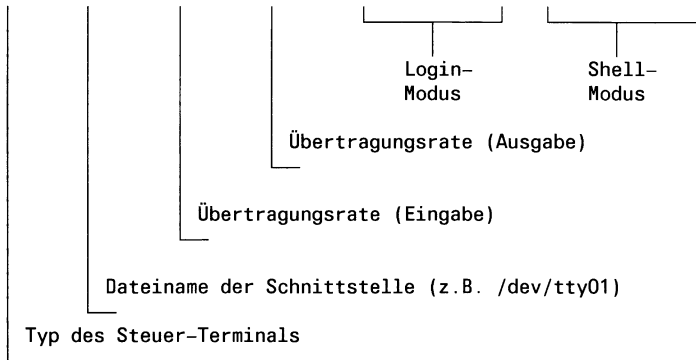 Login– Shell–
Modus Modus
Übertragungsrate (Ausgabe)
Übertragungsrate (Eingabe)
Dateiname der Schnittstelle (z.B. /dev/tty01)
Typ des Steuer–Terminals